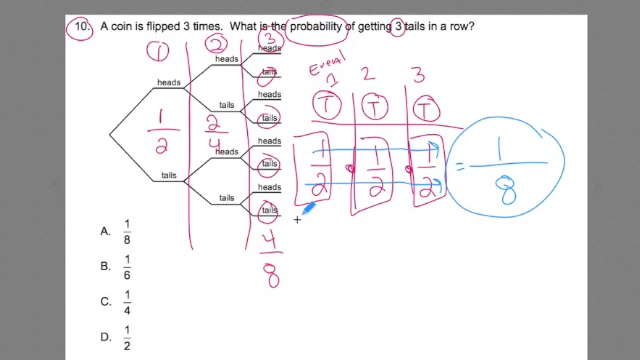 10. A coin is flipped 3 times. What is the probability of getting 3 tails in a row?
1 2 3
heads
heads
tails
heads
tails
heads
tails
heads
heads
tails
tails
heads
tails
1/2 2/4 4/8
Event
1 2 3
T T T
1/2 • 1/2 • 1/2 = 1/8
+
A. 1/8
B. 1/6
C. 1/4
D. 1/2